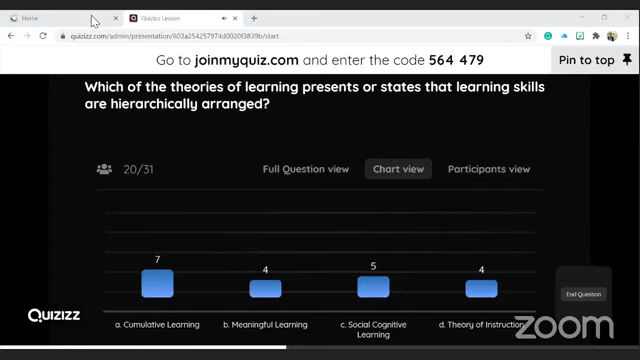 Home
Quizizz Lesson
quizizz.com/admin/presentation/603a254257974d0020f3839b/start
Go to joinmyquiz.com and enter the code 564 479
Pin to top
Which of the theories of learning presents or states that learning skills
are hierarchically arranged?
20/31
Full Question view
Chart view
Participants view
7
4
5
4
End Question
Quizizz
a. Cumulative Learning
b. Meaningful Learning
c. Social Cognitive
Learning
d. Theory of Instruction
zoom